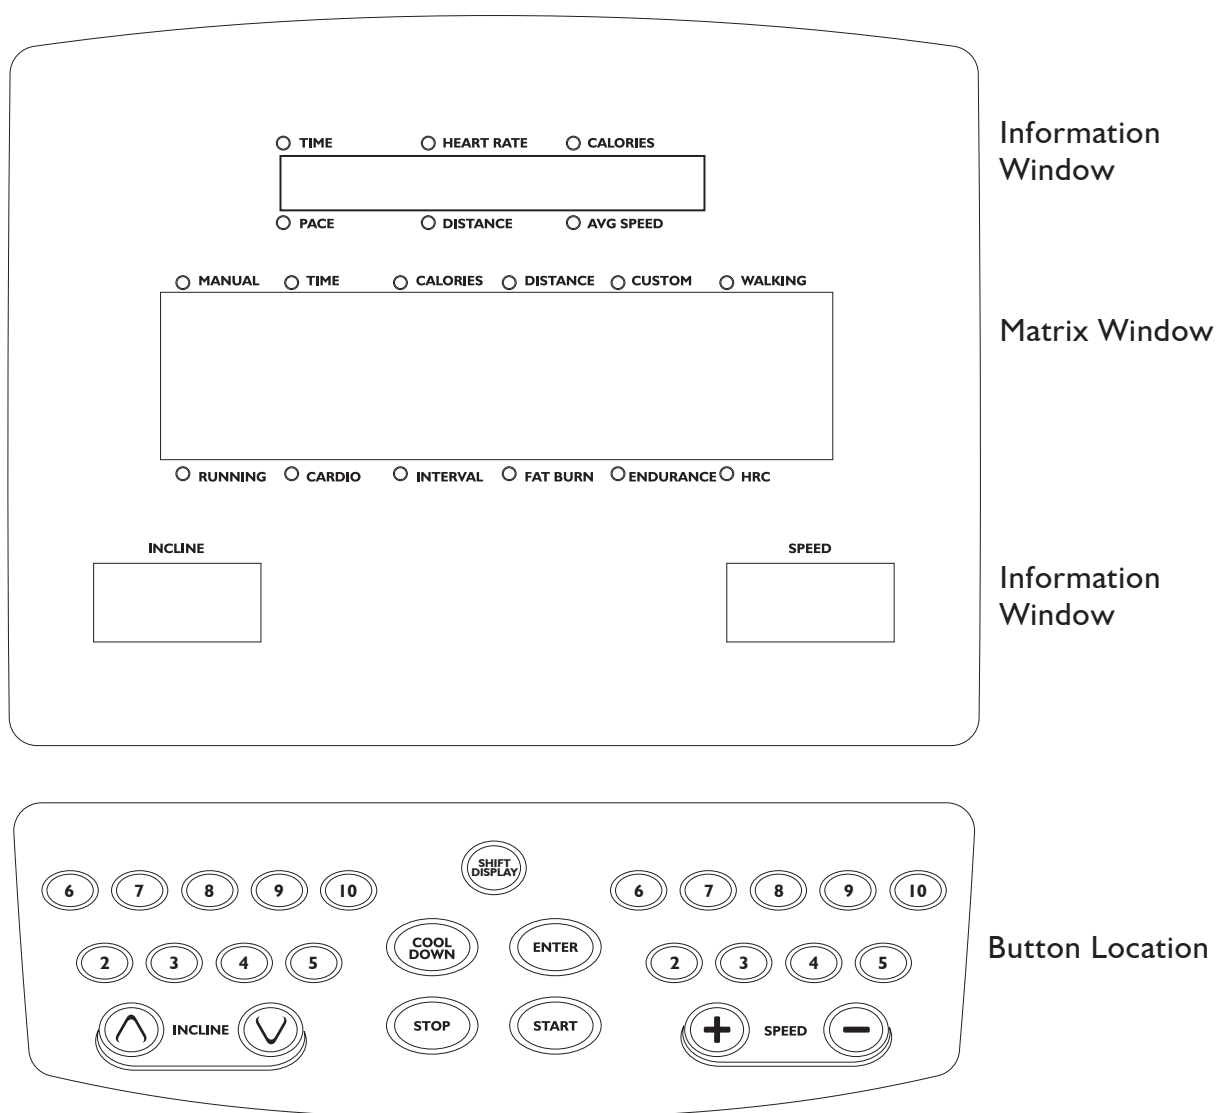 TIME HEART RATE CALORIES
Information
Window
PACE DISTANCE AVG SPEED
MANUAL TIME CALORIES DISTANCE CUSTOM WALKING
Matrix Window
RUNNING CARDIO INTERVAL FAT BURN ENDURANCE HRC
INCLINE SPEED
Information
Window
SHIFT
DISPLAY
6 7 8 9 10 6 7 8 9 10
COOL
DOWN
ENTER
Button Location
2 3 4 5 2 3 4 5
INCLINE STOP START + SPEED −